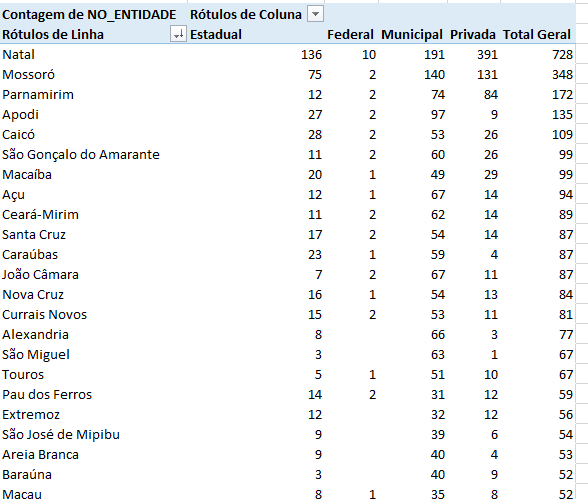 Contagem de NO_ENTIDADE Rótulos de Coluna
Rótulos de Linha Estadual Federal Municipal Privada Total Geral
Natal 136 10 191 391 728
Mossoró 75 2 140 131 348
Parnamirim 12 2 74 84 172
Apodi 27 2 97 9 135
Caicó 28 2 53 26 109
São Gonçalo do Amarante 11 2 60 26 99
Macaíba 20 1 49 29 99
Açu 12 1 67 14 94
Ceará-Mirim 11 2 62 14 89
Santa Cruz 17 2 54 14 87
Caraúbas 23 1 59 4 87
João Câmara 7 2 67 11 87
Nova Cruz 16 1 54 13 84
Currais Novos 15 2 53 11 81
Alexandria 8 66 3 77
São Miguel 3 63 1 67
Touros 5 1 51 10 67
Pau dos Ferros 14 2 31 12 59
Extremoz 12 32 12 56
São José de Mipibu 9 39 6 54
Areia Branca 9 40 4 53
Baraúna 3 40 9 52
Macau 8 1 35 8 52